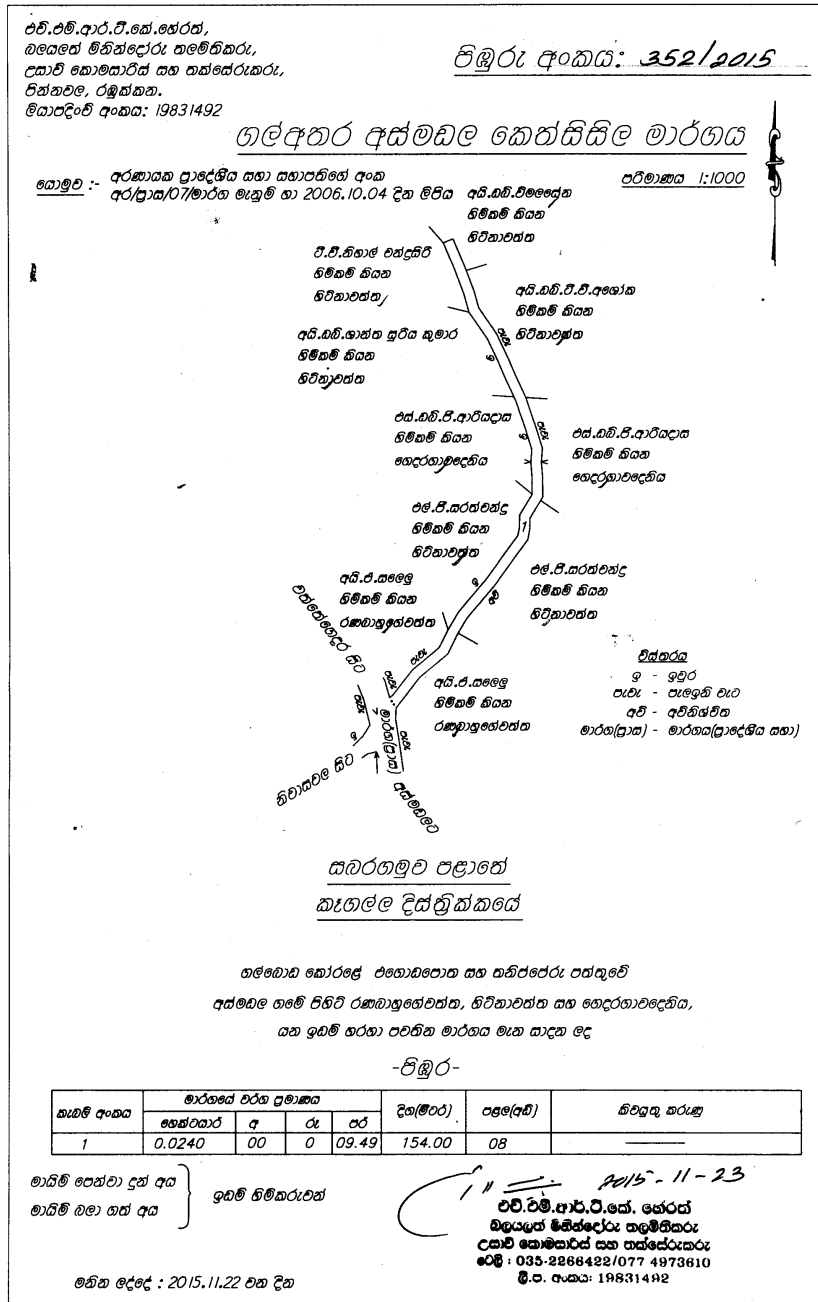 එච්.එම්.ආර්.ටී.කේ.හේරත්,
බලයලත් මිනින්දෝරු තලමතිකරු,
උසාවි කොමසාරිස් සහ තක්සේරුකරු,
පින්නවල, රඹුක්කන.
ලියාපදිංචි අංකය: 19831492
පිඹුරු අංකය: 352/2015
ගල්අතර අස්මඩල කෙත්සිසිල මාර්ගය
යොමුව :- අරණායක ප්‍රාදේශීය සභා සභාපතිගේ අංක
අර/ප්‍රාස/07/මාර්ග මැනුම් හා 2006.10.04 දින ලිපිය
පරිමාණය 1:1000
අයි.ඩබ්.විමලසේන
හිමිකම් කියන
හිටිනාවත්ත
ටී.වී.නිහාල් චන්ද්‍රසිරි
හිමිකම් කියන
හිටිනාවත්ත
අයි.ඩබ්.ටී.වී.අශෝක
හිමිකම් කියන
හිටිනාවත්ත
පැවැ
අයි.ඩබ්.ශාන්ත සූරිය කුමාර
හිමිකම් කියන
හිටිනාවත්ත
ඉ
එස්.ඩබ්.පී.ආරියදාස
හිමිකම් කියන
ගෙදරගාවදෙනිය
ඉ
පැවැ
එස්.ඩබ්.පී.ආරියදාස
හිමිකම් කියන
ගෙදරගාවදෙනිය
එල්.පී.සරත්චන්ද්‍ර
හිමිකම් කියන
හිටිනාවත්ත
1
එල්.පී.සරත්චන්ද්‍ර
හිමිකම් කියන
හිටිනාවත්ත
ඉ
අවි
අයි.එ.සලෙලු
හිමිකම් කියන
රණබාහුගේවත්ත
පැවැ
අයි.එ.සලෙලු
හිමිකම් කියන
රණබාහුගේවත්ත
වත්තේගෙදර සිට
පැවැ
පැවැ
පැවැ
ඉ
මාර්ග(ප්‍රාස)
නිවාසවල සිට
අස්මඩලට
විස්තරය
ඉ - ඉවුර
පැවැ - පැලඉනි වැට
අවි - අවිනිශ්චිත
මාර්ග(ප්‍රාස) - මාර්ගය(ප්‍රාදේශීය සභා)
සබරගමුව පළාතේ
කෑගල්ල දිස්ත්‍රික්කයේ
ගල්බොඩ කෝරළේ එගොඩපොත සහ තනිප්පේරු පත්තුවේ
අස්මඩල ගමේ පිහිටි රණබාහුගේවත්ත, හිටිනාවත්ත සහ ගෙදරගාවදෙනිය,
යන ඉඩම් හරහා පවතින මාර්ගය මැන සාදන ලද
-පිඹුර-
කැබලි අංකය මාර්ගයේ වර්ග ප්‍රමාණය දිග(මීටර්) පළල(අඩි) කිවයුතු කරුණු
හෙක්ටයාර් අ රූ පර්
1 0.0240 00 0 09.49 154.00 08
මායිම් පෙන්වා දුන් අය
මායිම් බලා ගත් අය
ඉඩම් හිමිකරුවන්
2015-11-23
එච්.එම්.ආර්.ටී.කේ. හේරත්
බලයලත් මිනින්දෝරු තලමිතිකරු
උසාවි කොමසාරිස් සහ තක්සේරුකරු
ටෙලි : 035-2266422/077 4973610
ලි.ප. අංකය: 19831492
මනින ලද්දේ : 2015.11.22 වන දින